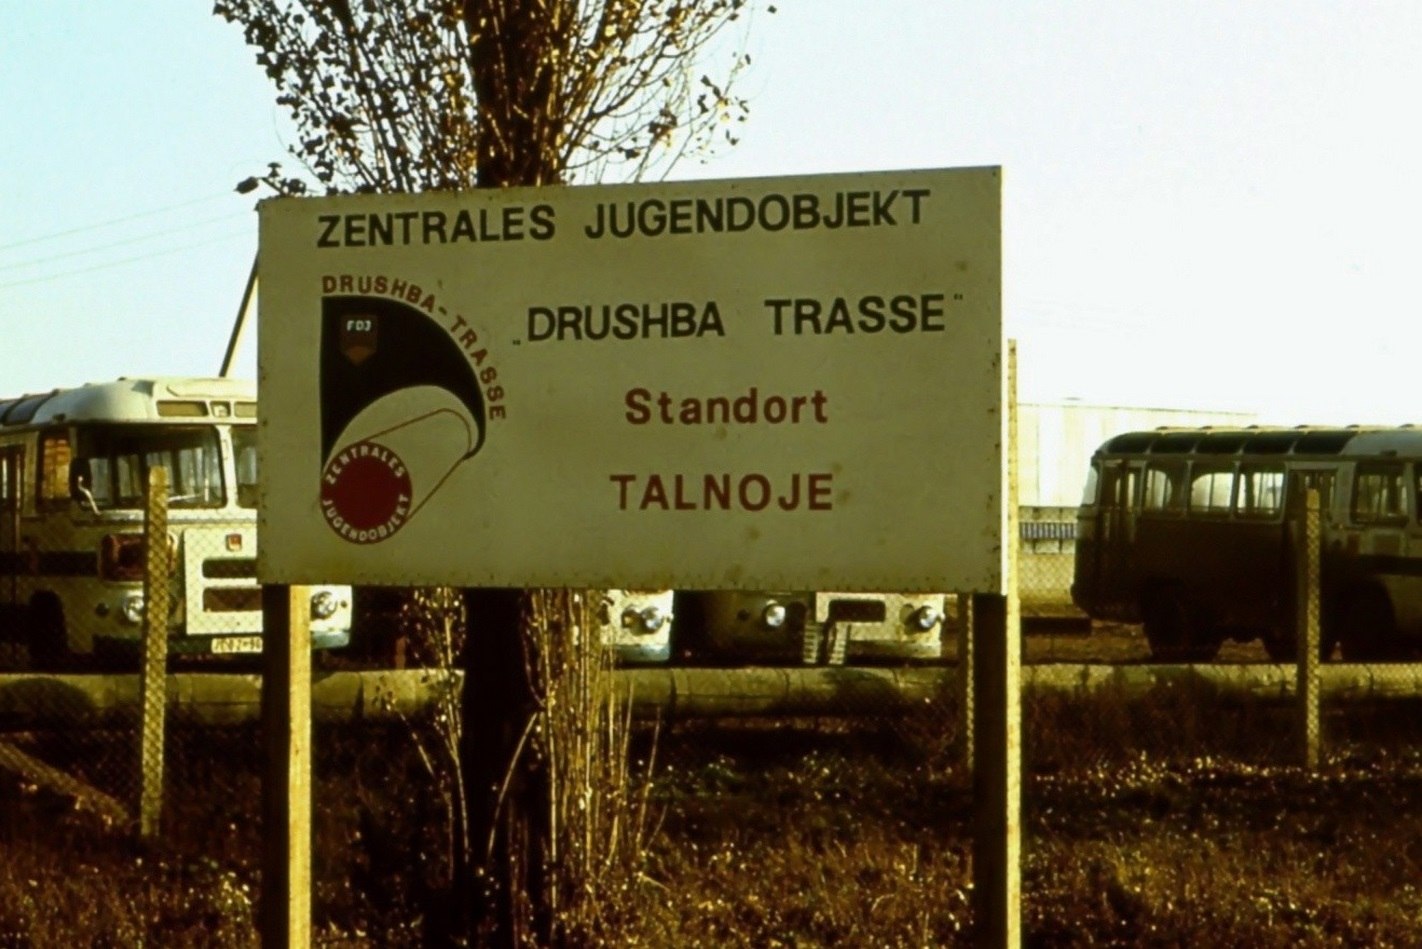 ZENTRALES JUGENDOBJEKT
DRUSHBA-TRASSE
FDJ
„DRUSHBA TRASSE"
Standort
TALNOJE
ZENTRALES
JUGENDOBJEKT